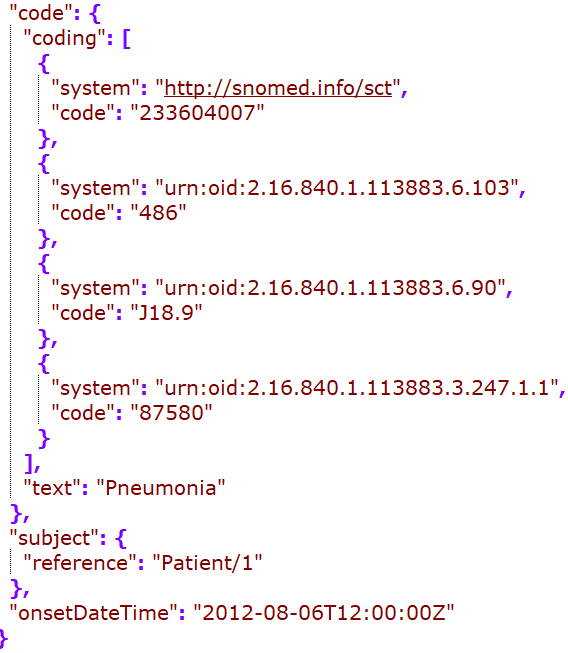 "code": {
"coding": [
{
"system": "http://snomed.info/sct",
"code": "233604007"
},
{
"system": "urn:oid:2.16.840.1.113883.6.103",
"code": "486"
},
{
"system": "urn:oid:2.16.840.1.113883.6.90",
"code": "J18.9"
},
{
"system": "urn:oid:2.16.840.1.113883.3.247.1.1",
"code": "87580"
}
],
"text": "Pneumonia"
},
"subject": {
"reference": "Patient/1"
},
"onsetDateTime": "2012-08-06T12:00:00Z"
}